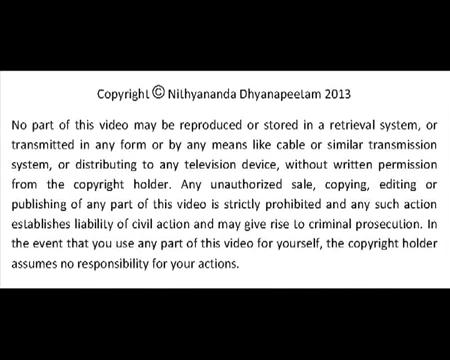 Copyright © Nithyananda Dhyanapeetam 2013
No part of this video may be reproduced or stored in a retrieval system, or
transmitted in any form or by any means like cable or similar transmission
system, or distributing to any television device, without written permission
from the copyright holder. Any unauthorized sale, copying, editing or
publishing of any part of this video is strictly prohibited and any such action
establishes liability of civil action and may give rise to criminal prosecution. In
the event that you use any part of this video for yourself, the copyright holder
assumes no responsibility for your actions.